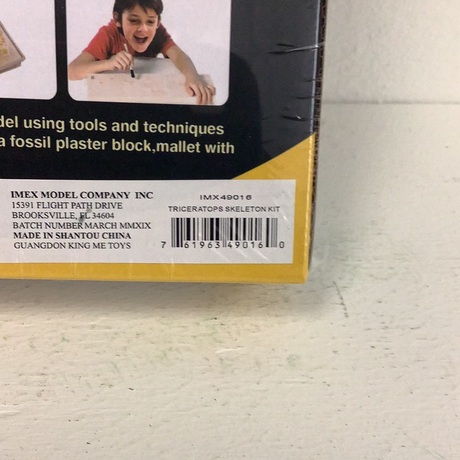 del using tools and techniques
a fossil plaster block,mallet with
IMEX MODEL COMPANY INC
15391 FLIGHT PATH DRIVE
BROOKSVILLE, FL 34604
BATCH NUMBER MARCH MMXIX
MADE IN SHANTOU CHINA
GUANGDON KING ME TOYS
IMX49016
TRICERATOPS SKELETON KIT
7 61963 49016 0